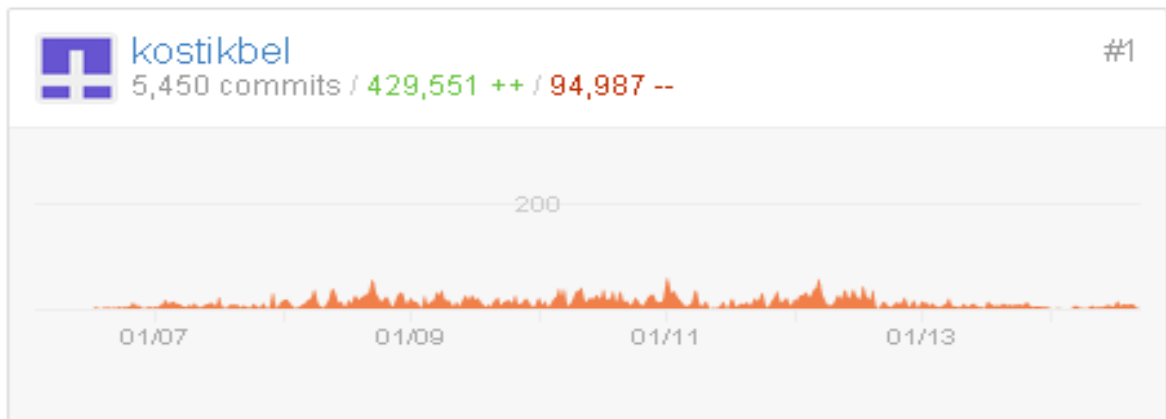 kostikbel #1
5,450 commits / 429,551 ++ / 94,987 --
200
01/07 01/09 01/11 01/13